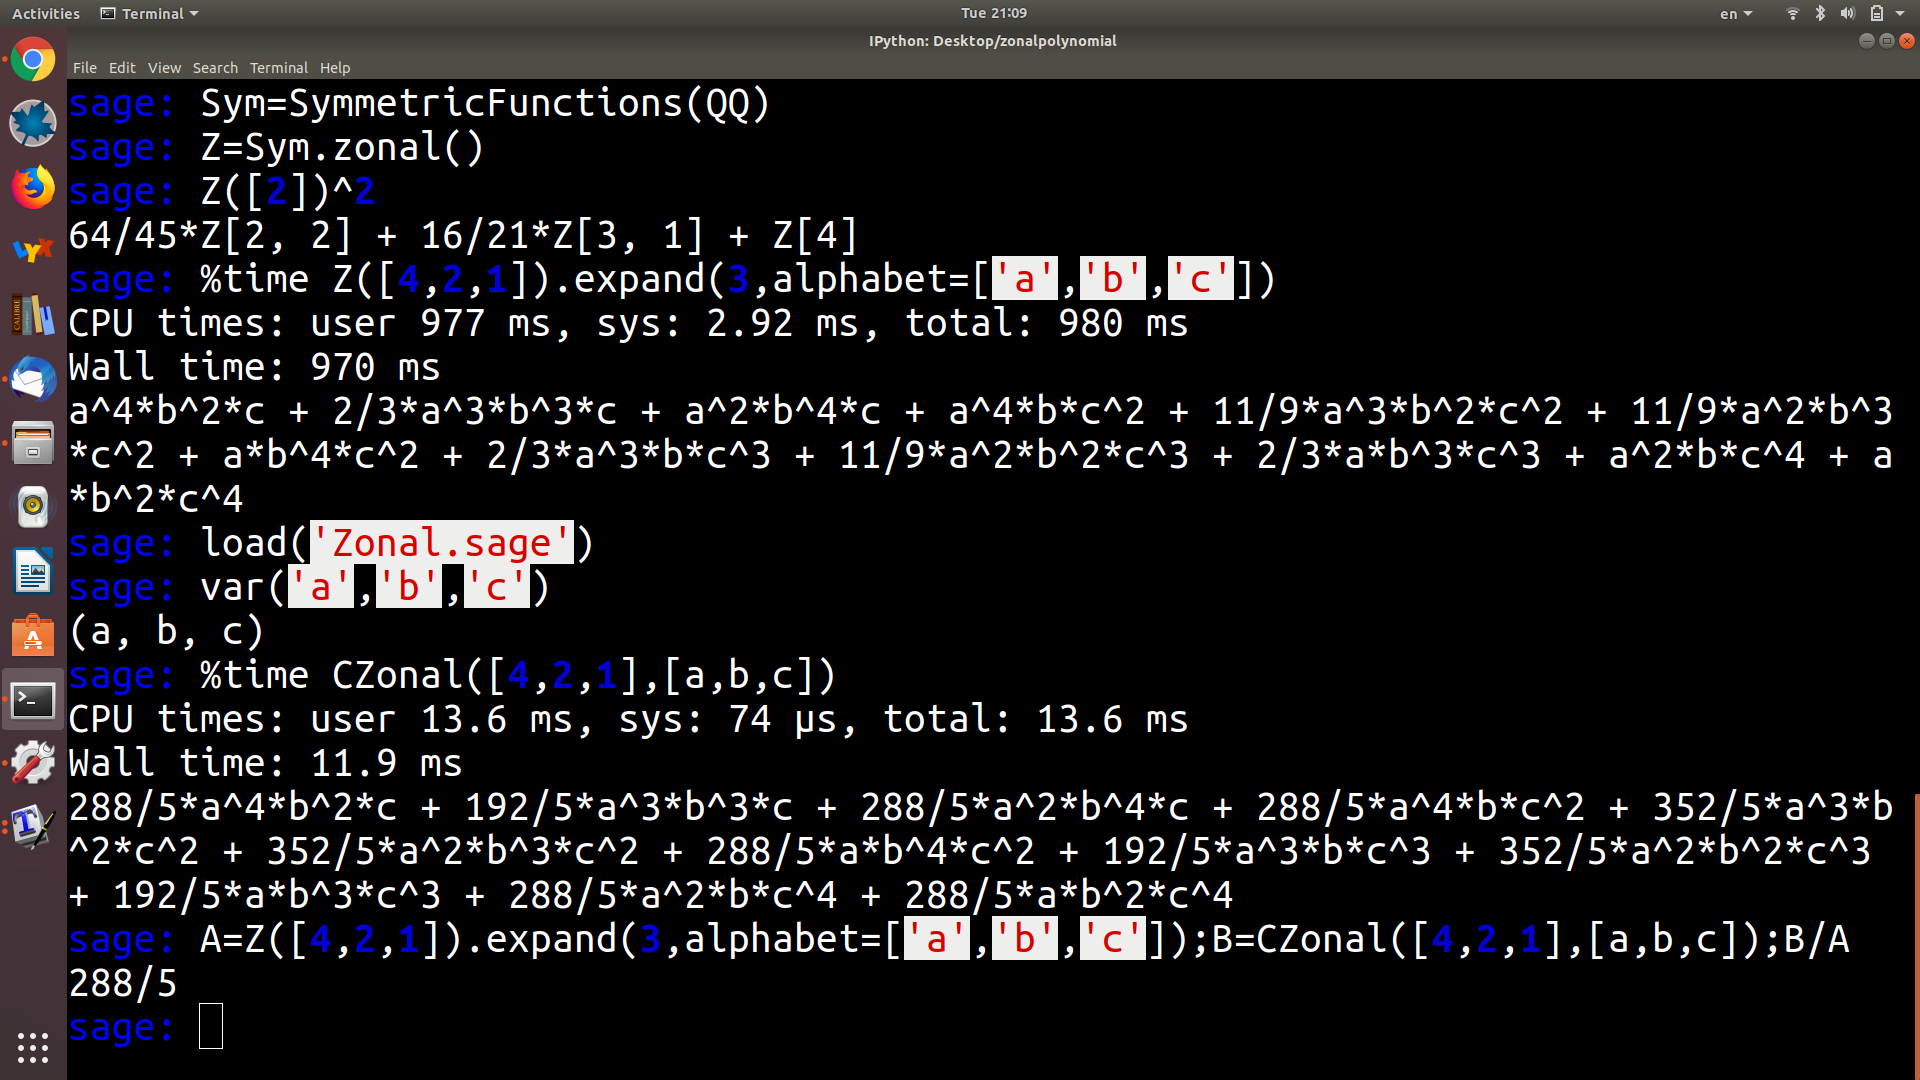 Activities Terminal Tue 21:09 en
IPython: Desktop/zonalpolynomial
File Edit View Search Terminal Help
sage: Sym=SymmetricFunctions(QQ)
sage: Z=Sym.zonal()
sage: Z([2])^2
64/45*Z[2, 2] + 16/21*Z[3, 1] + Z[4]
sage: %time Z([4,2,1]).expand(3,alphabet=['a','b','c'])
CPU times: user 977 ms, sys: 2.92 ms, total: 980 ms
Wall time: 970 ms
a^4*b^2*c + 2/3*a^3*b^3*c + a^2*b^4*c + a^4*b*c^2 + 11/9*a^3*b^2*c^2 + 11/9*a^2*b^3
*c^2 + a*b^4*c^2 + 2/3*a^3*b*c^3 + 11/9*a^2*b^2*c^3 + 2/3*a*b^3*c^3 + a^2*b*c^4 + a
*b^2*c^4
sage: load('Zonal.sage')
sage: var('a','b','c')
(a, b, c)
sage: %time CZonal([4,2,1],[a,b,c])
CPU times: user 13.6 ms, sys: 74 µs, total: 13.6 ms
Wall time: 11.9 ms
288/5*a^4*b^2*c + 192/5*a^3*b^3*c + 288/5*a^2*b^4*c + 288/5*a^4*b*c^2 + 352/5*a^3*b
^2*c^2 + 352/5*a^2*b^3*c^2 + 288/5*a*b^4*c^2 + 192/5*a^3*b*c^3 + 352/5*a^2*b^2*c^3
+ 192/5*a*b^3*c^3 + 288/5*a^2*b*c^4 + 288/5*a*b^2*c^4
sage: A=Z([4,2,1]).expand(3,alphabet=['a','b','c']);B=CZonal([4,2,1],[a,b,c]);B/A
288/5
sage: